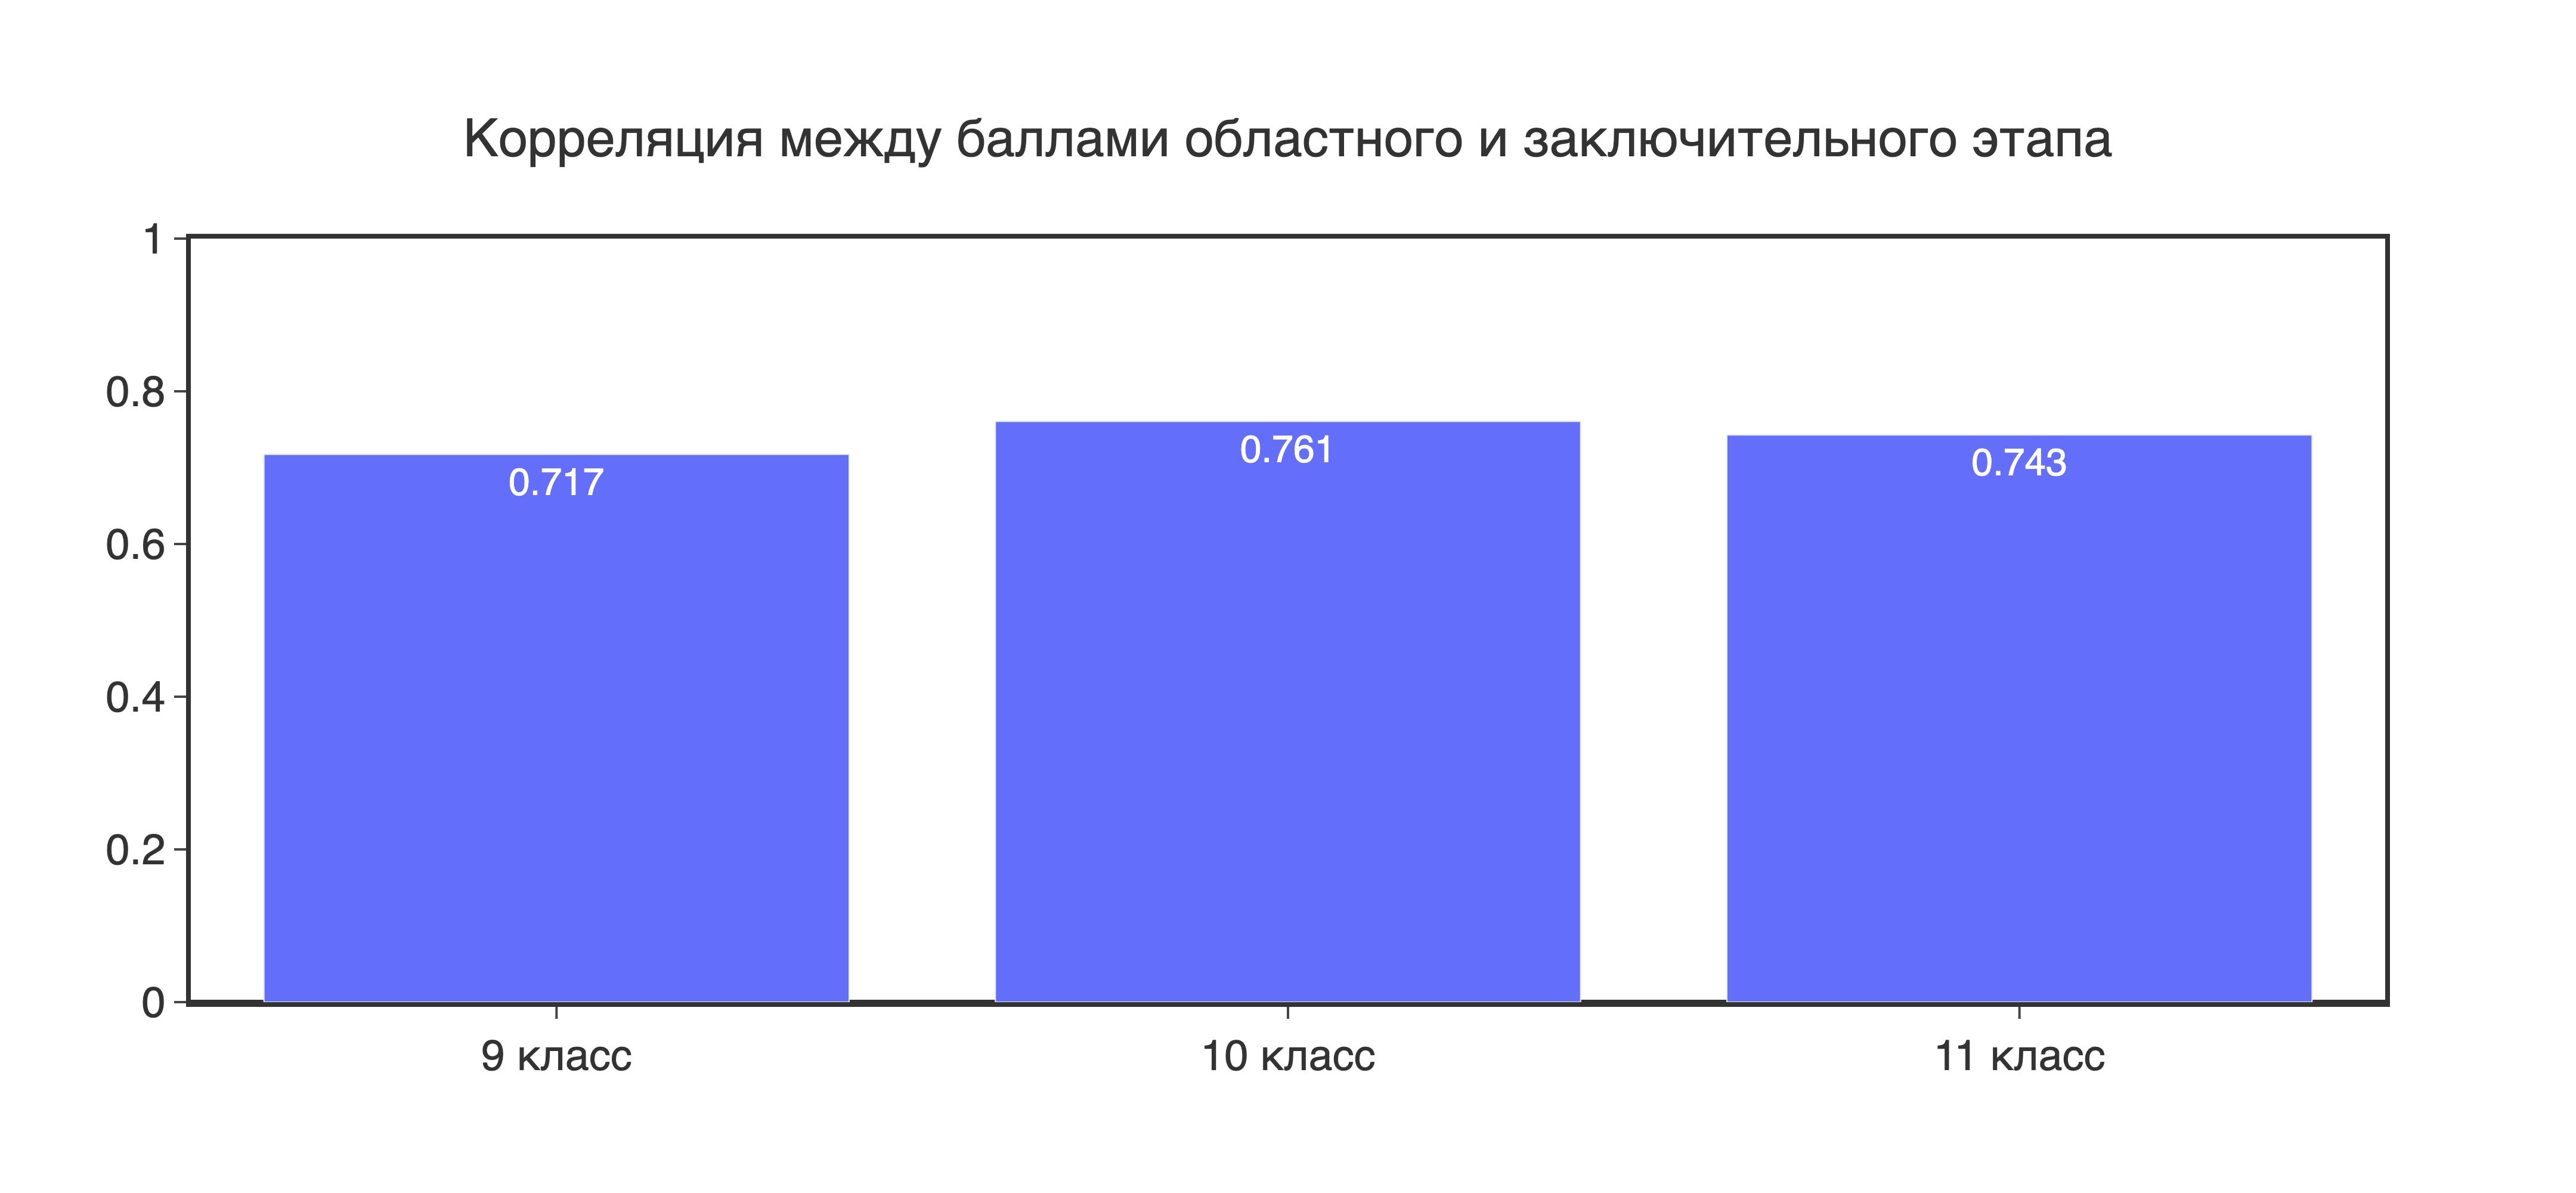 Корреляция между баллами областного и заключительного этапа
1
0.8
0.6
0.4
0.2
0
0.717
0.761
0.743
9 класс
10 класс
11 класс